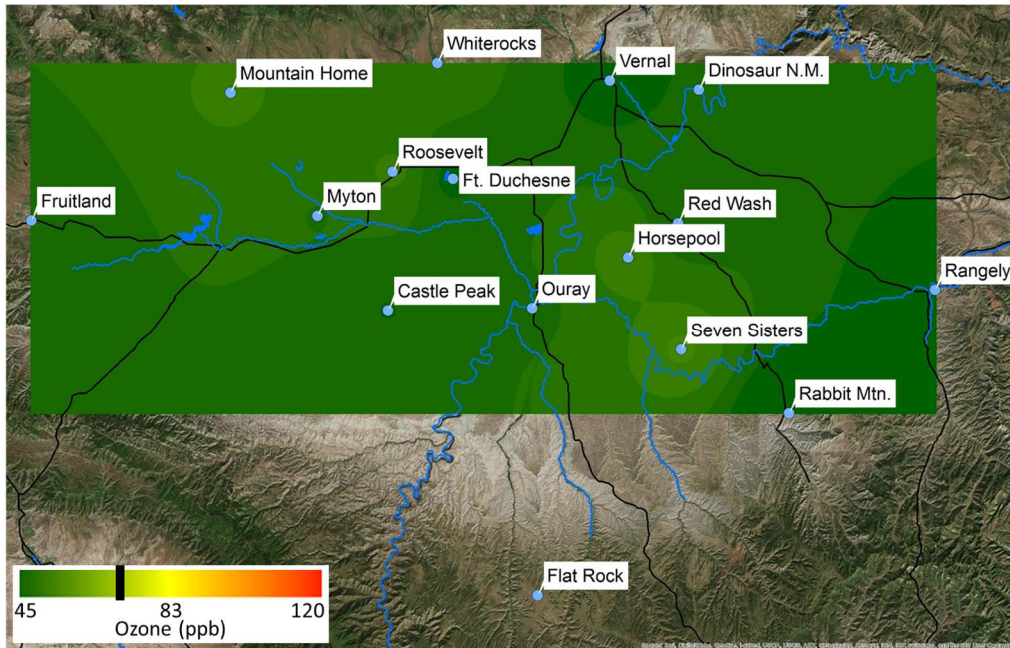 Whiterocks
Vernal
Mountain Home
Dinosaur N.M.
Roosevelt
Ft. Duchesne
Fruitland
Myton
Red Wash
Horsepool
Rangely
Castle Peak
Ouray
Seven Sisters
Rabbit Mtn.
Flat Rock
45 83 120
Ozone (ppb)